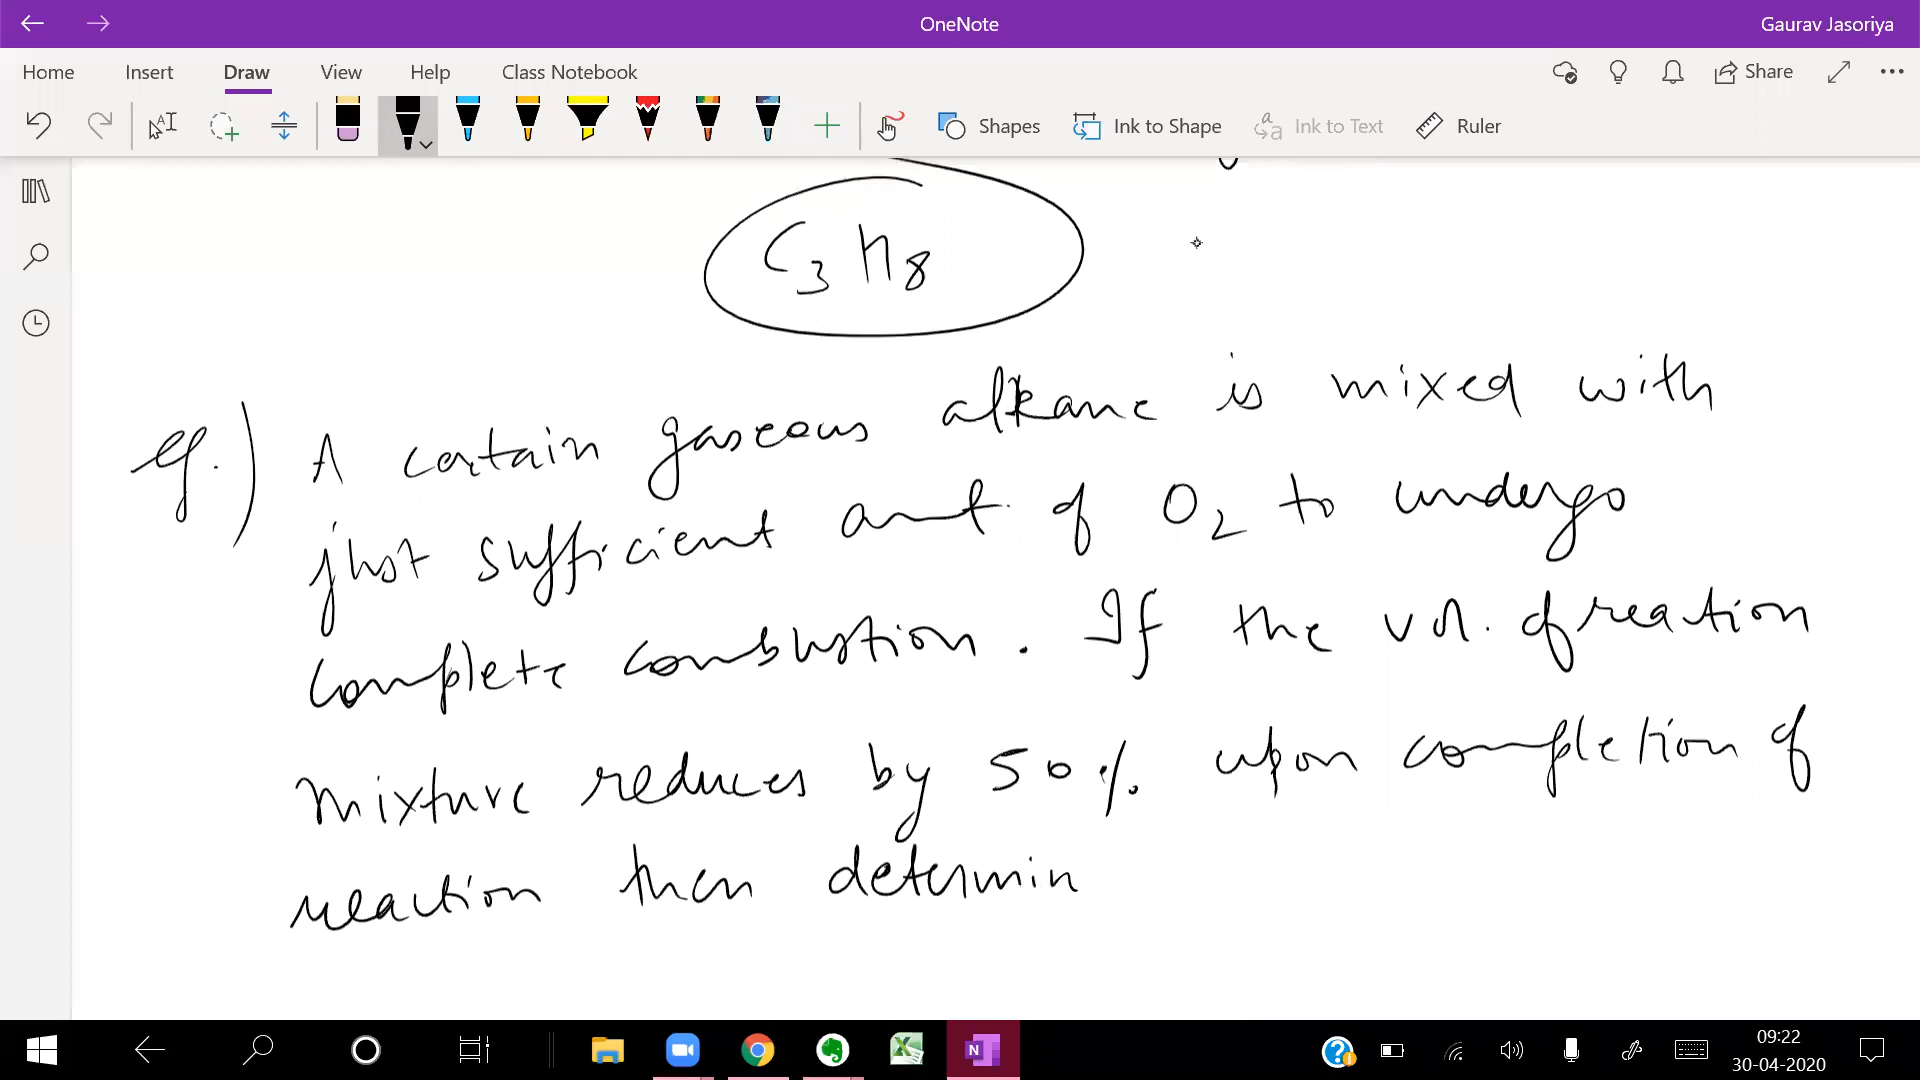 OneNote
Gaurav Jasoriya
Home Insert Draw View Help Class Notebook Share
Shapes Ink to Shape Ink to Text Ruler
C3H8
eg.) A certain gaseous alkane is mixed with
just sufficient amt. of O2 to undergo
complete combustion. If the vol. of reaction
mixture reduces by 50% upon completion of
reaction then determin
09:22
30-04-2020